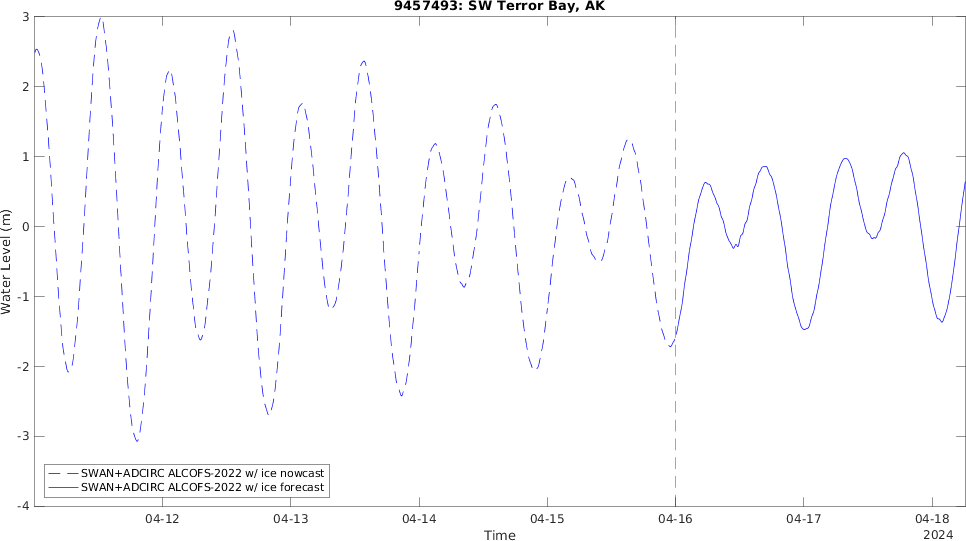 9457493: SW Terror Bay, AK
3
2
1
0
-1
-2
-3
-4
Water Level (m)
SWAN+ADCIRC ALCOFS-2022 w/ ice nowcast
SWAN+ADCIRC ALCOFS-2022 w/ ice forecast
04-12 04-13 04-14 04-15 04-16 04-17 04-18
Time
2024